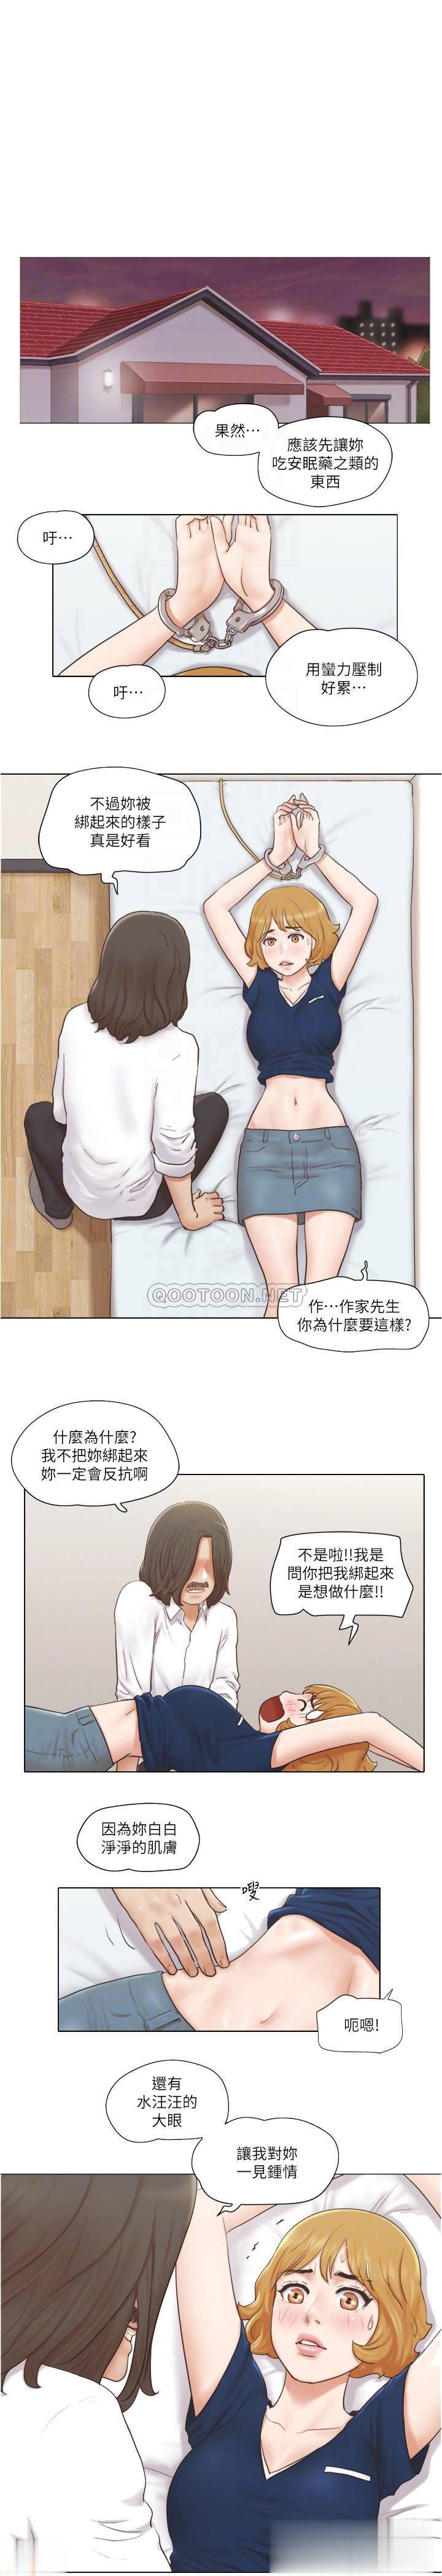 果然⋯
應該先讓妳
吃安眠藥之類的
東西
吁⋯
吁⋯
用蠻力壓制
好累⋯
不過妳被
綁起來的樣子
真是好看
QOOTOON.NET
作⋯作家先生
你為什麼要這樣?
什麼為什麼?
我不把妳綁起來
妳一定會反抗啊
不是啦!!我是
問你把我綁起來
是想做什麼!!
因為妳白白
淨淨的肌膚
嗖
呃嗯!
還有
水汪汪的
大眼
讓我對妳
一見鍾情